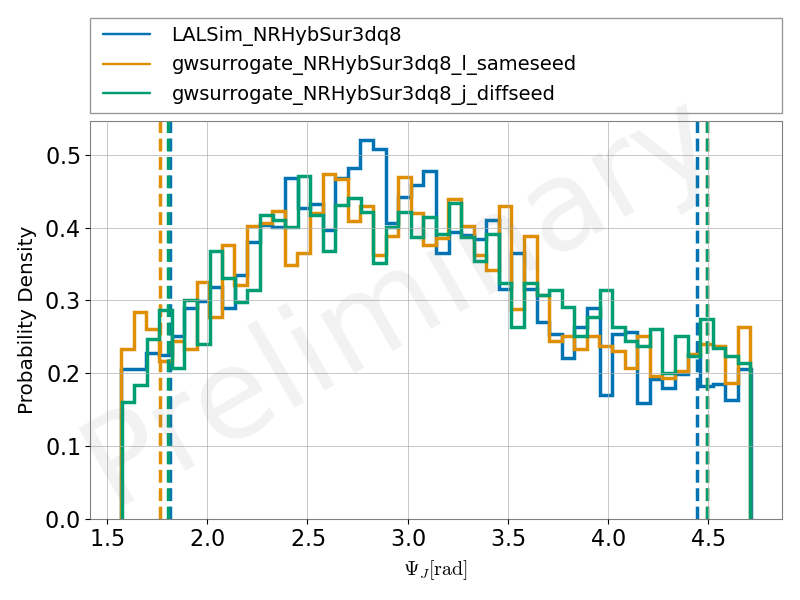 LALSim_NRHybSur3dq8
gwsurrogate_NRHybSur3dq8_l_sameseed
gwsurrogate_NRHybSur3dq8_j_diffseed
Preliminary
Probability Density
0.5
0.4
0.3
0.2
0.1
0.0
1.5 2.0 2.5 3.0 3.5 4.0 4.5
Ψ_J[rad]